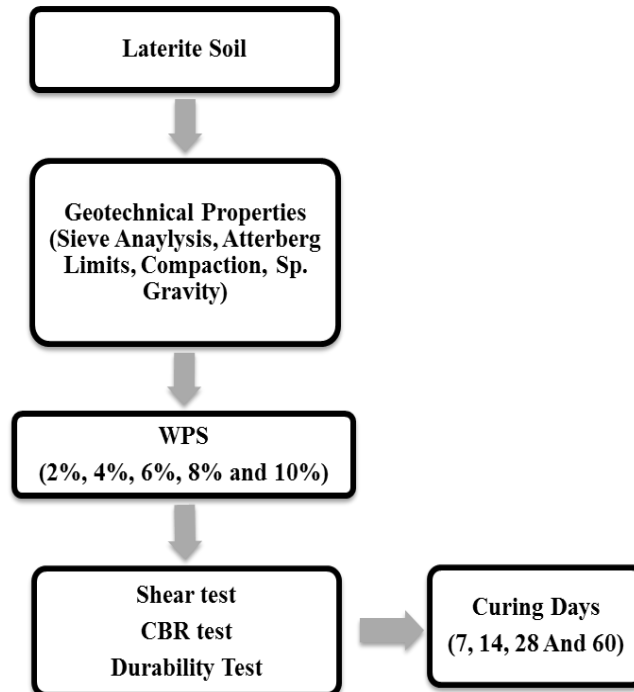 Laterite Soil
Geotechnical Properties
(Sieve Anaylysis, Atterberg
Limits, Compaction, Sp.
Gravity)
WPS
(2%, 4%, 6%, 8% and 10%)
Shear test
CBR test
Durability Test
Curing Days
(7, 14, 28 And 60)